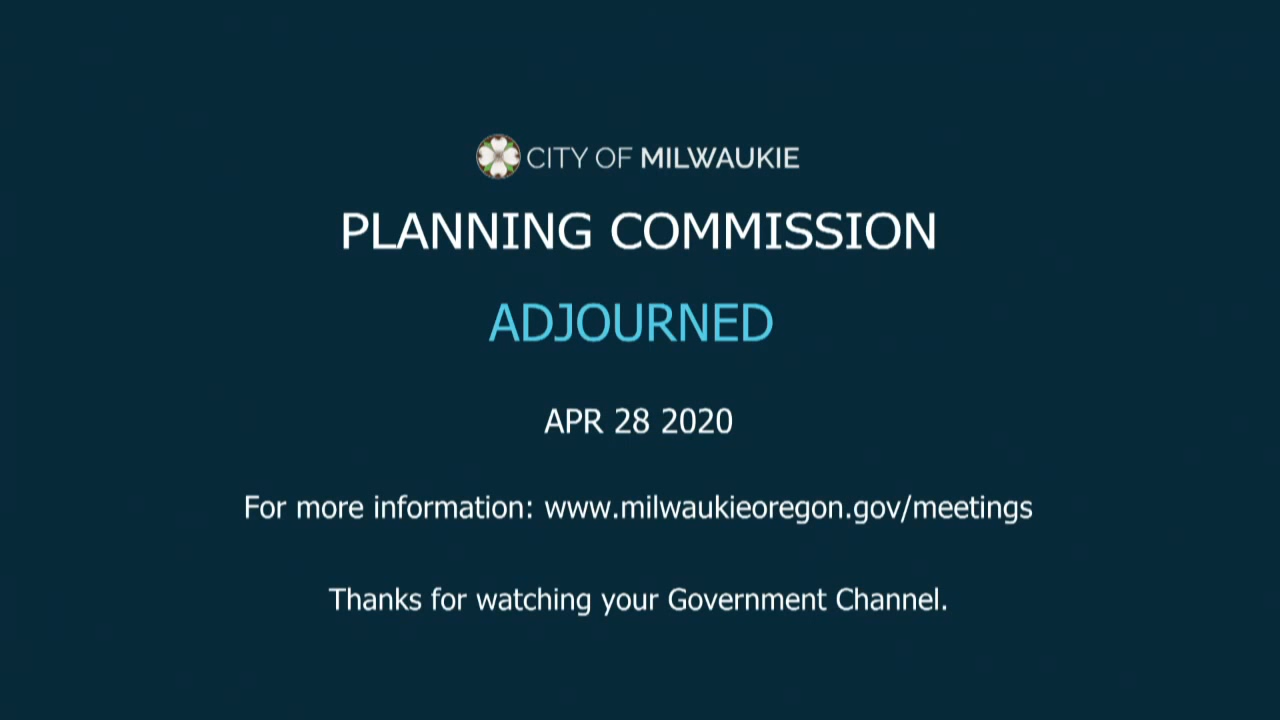 CITY OF MILWAUKIE
PLANNING COMMISSION
ADJOURNED
APR 28 2020
For more information: www.milwaukieoregon.gov/meetings
Thanks for watching your Government Channel.